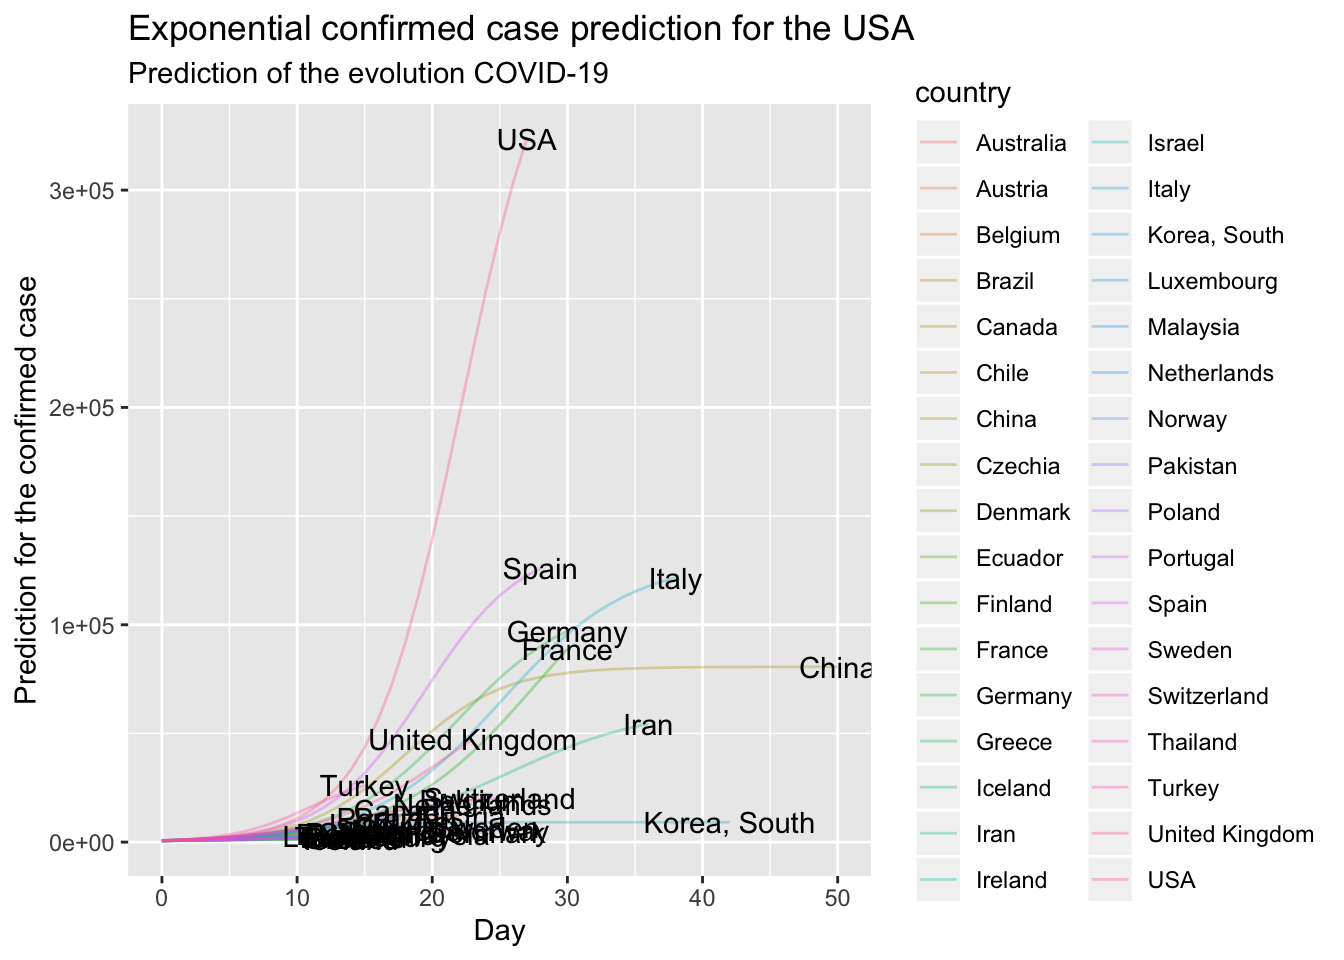 Exponential confirmed case prediction for the USA
Prediction of the evolution COVID-19
Prediction for the confirmed case
3e+05
2e+05
1e+05
0e+00
USA
Spain
Italy
Germany
France
China
Iran
United Kingdom
Turkey
Switzerland
Korea, South
0
10
20
30
40
50
Day
country
Australia
Austria
Belgium
Brazil
Canada
Chile
China
Czechia
Denmark
Ecuador
Finland
France
Germany
Greece
Iceland
Iran
Ireland
Israel
Italy
Korea, South
Luxembourg
Malaysia
Netherlands
Norway
Pakistan
Poland
Portugal
Spain
Sweden
Switzerland
Thailand
Turkey
United Kingdom
USA